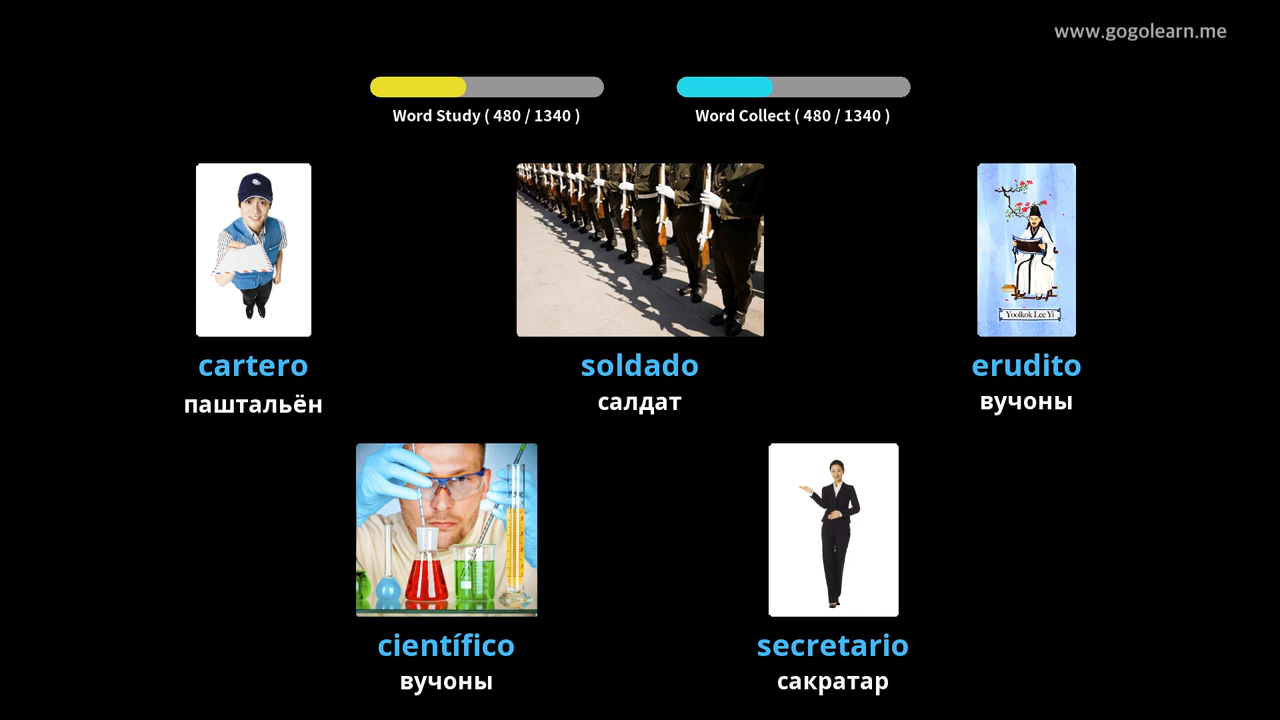 www.gogolearn.me
Word Study ( 480 / 1340 )
Word Collect ( 480 / 1340 )
cartero
паштальён
soldado
салдат
Yoolkok Lee Yi
erudito
вучоны
científico
вучоны
secretario
сакратар